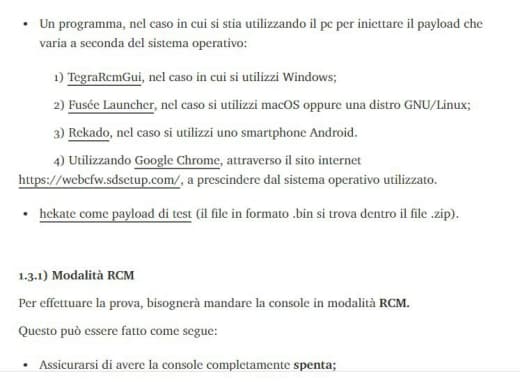 • Un programma, nel caso in cui si stia utilizzando il pc per iniettare il payload che
varia a seconda del sistema operativo:
1) TegraRcmGui, nel caso in cui si utilizzi Windows;
2) Fusée Launcher, nel caso si utilizzi macOS oppure una distro GNU/Linux;
3) Rekado, nel caso si utilizzi uno smartphone Android.
4) Utilizzando Google Chrome, attraverso il sito internet
https://webcfw.sdsetup.com/, a prescindere dal sistema operativo utilizzato.
• hekate come payload di test (il file in formato .bin si trova dentro il file .zip).
1.3.1) Modalità RCM
Per effettuare la prova, bisognerà mandare la console in modalità RCM.
Questo può essere fatto come segue:
• Assicurarsi di avere la console completamente spenta;